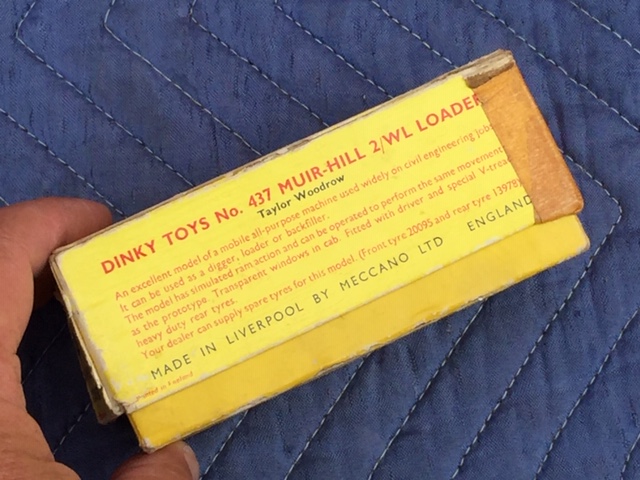 DINKY TOYS No. 437 MUIR-HILL 2/WL LOADER
Taylor Woodrow
An excellent model of a mobile all-purpose machine used widely on civil engineering jobs
It can be used as a digger, loader or backfiller.
The model has simulated ram action and can be operated to perform the same movements
as the prototype. Transparent windows in cab. Fitted with driver and special V-trea
heavy duty rear tyres.
Your dealer can supply spare tyres for this model. (Front tyre 20095 and rear tyre 13978)
MADE IN LIVERPOOL BY MECCANO LTD ENGLAND
Printed in England